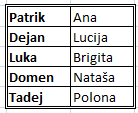 Patrik Ana
Dejan Lucija
Luka Brigita
Domen Nataša
Tadej Polona